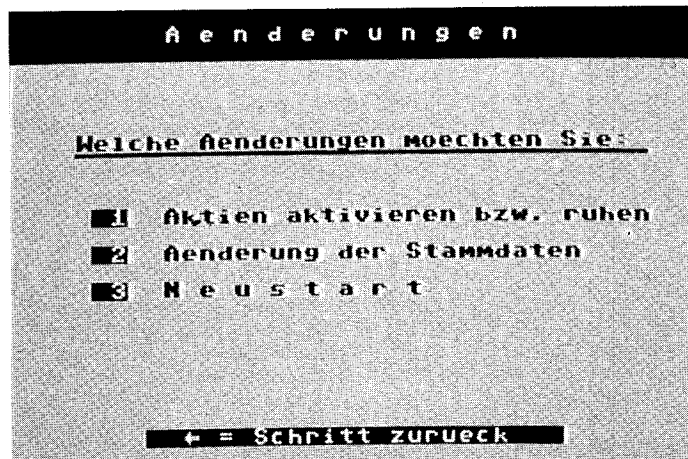 A e n d e r u n g e n
Welche Aenderungen moechten Sie:
1 Aktien aktivieren bzw. ruhen
2 Aenderung der Stammdaten
3 N e u s t a r t
← = Schritt zurueck